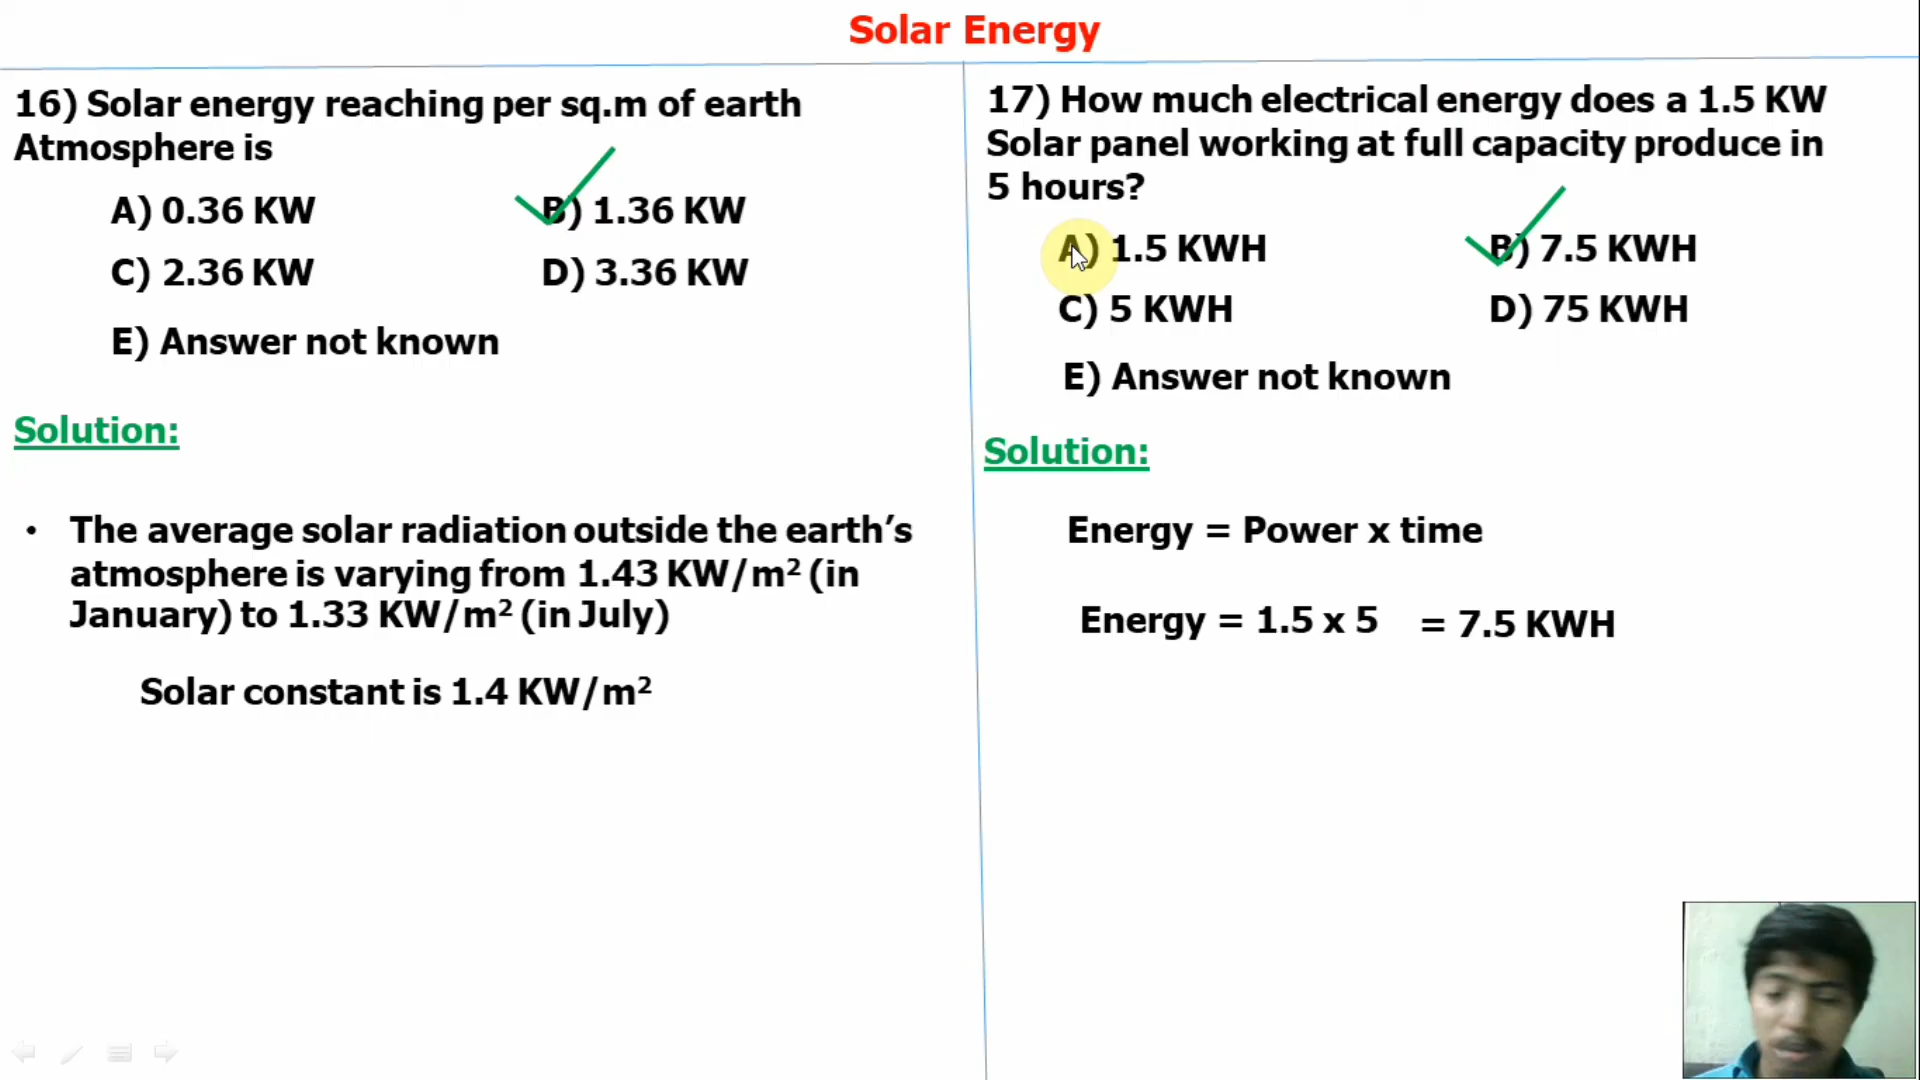 Solar Energy
16) Solar energy reaching per sq.m of earth
Atmosphere is
A) 0.36 KW
B) 1.36 KW
C) 2.36 KW
D) 3.36 KW
E) Answer not known
Solution:
• The average solar radiation outside the earth’s
atmosphere is varying from 1.43 KW/m² (in
January) to 1.33 KW/m² (in July)
Solar constant is 1.4 KW/m²
17) How much electrical energy does a 1.5 KW
Solar panel working at full capacity produce in
5 hours?
A) 1.5 KWH
B) 7.5 KWH
C) 5 KWH
D) 75 KWH
E) Answer not known
Solution:
Energy = Power x time
Energy = 1.5 x 5 = 7.5 KWH